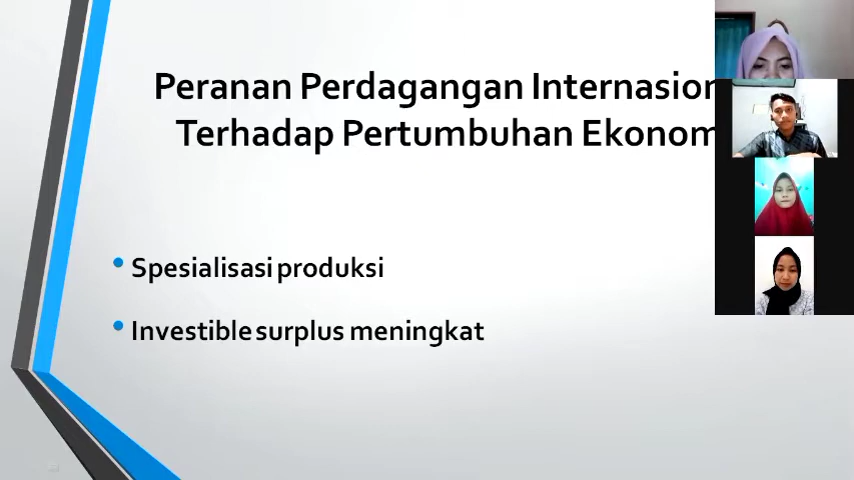 Peranan Perdagangan Internasion
Terhadap Pertumbuhan Ekonom
• Spesialisasi produksi
• Investible surplus meningkat